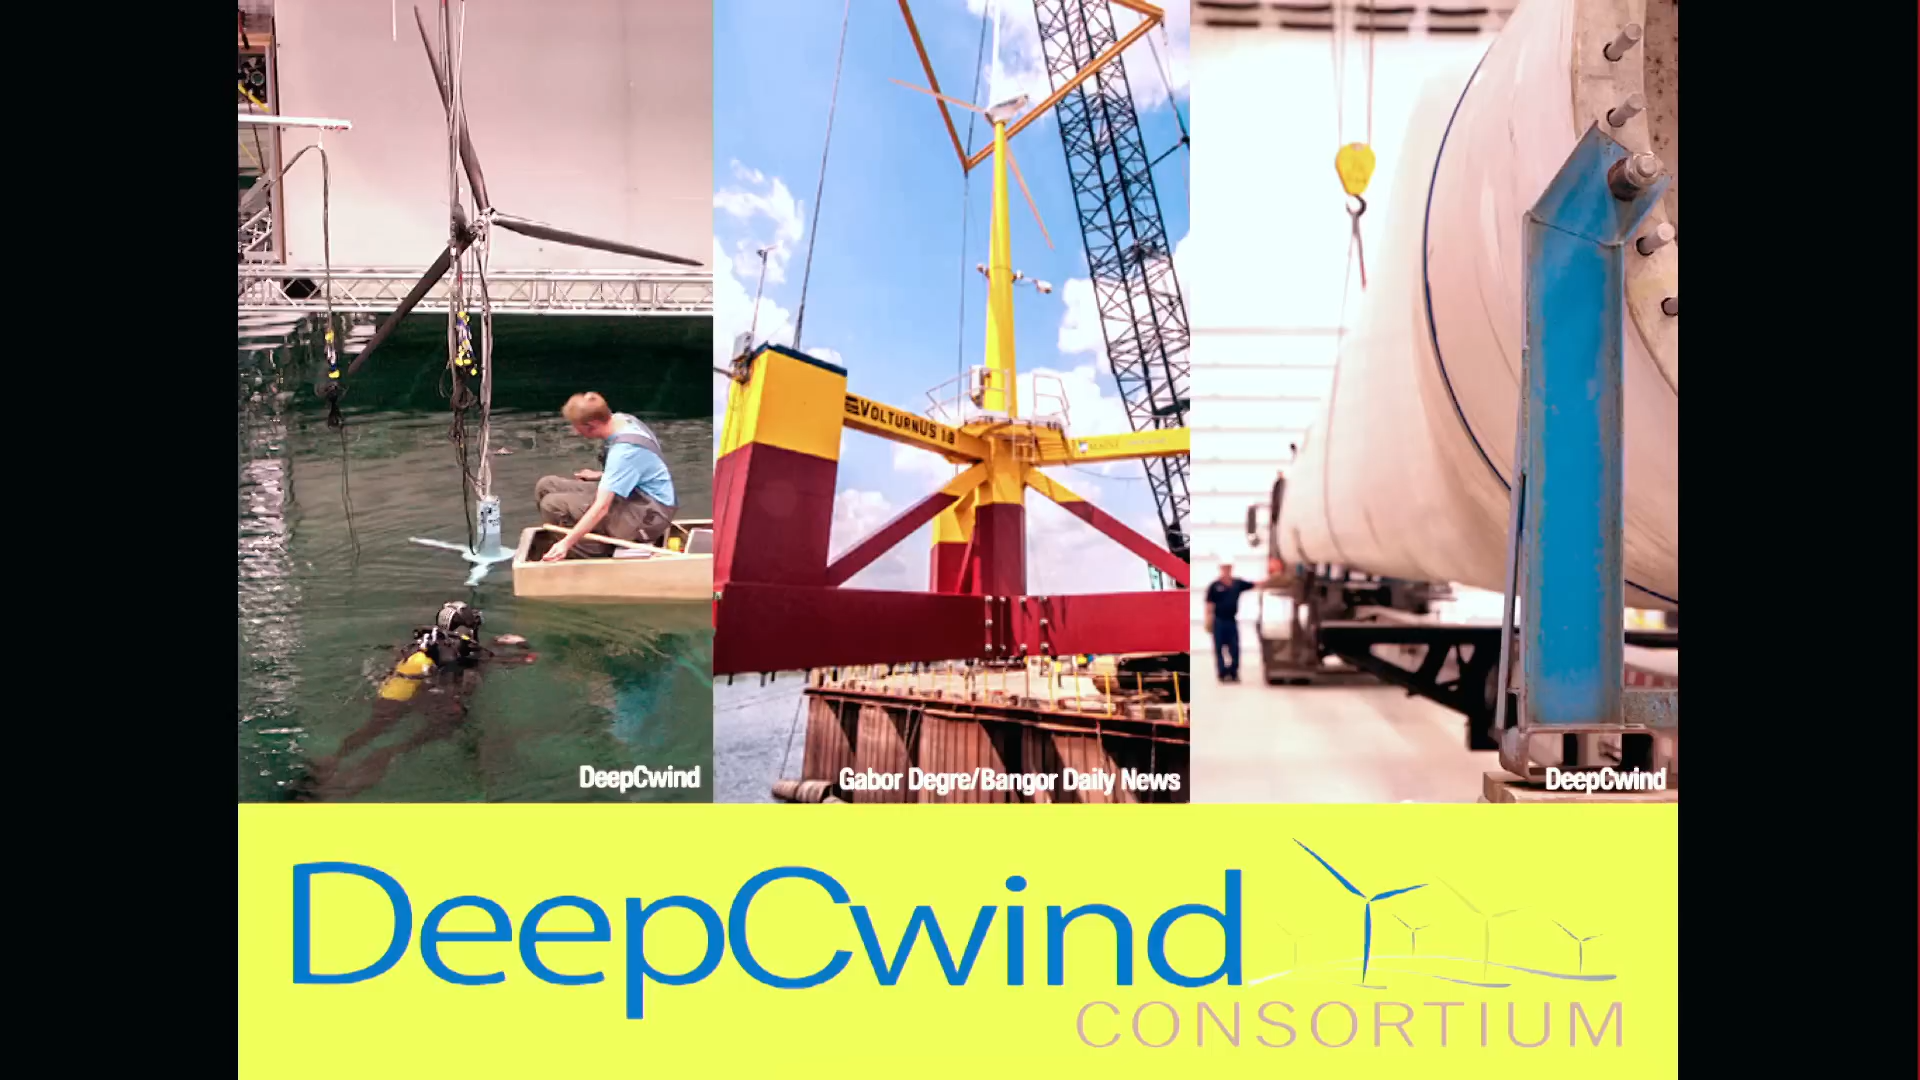 VOLTURNUS 1:8
DeepCwind
Gabor Degre/Bangor Daily News
DeepCwind
DeepCwind
CONSORTIUM